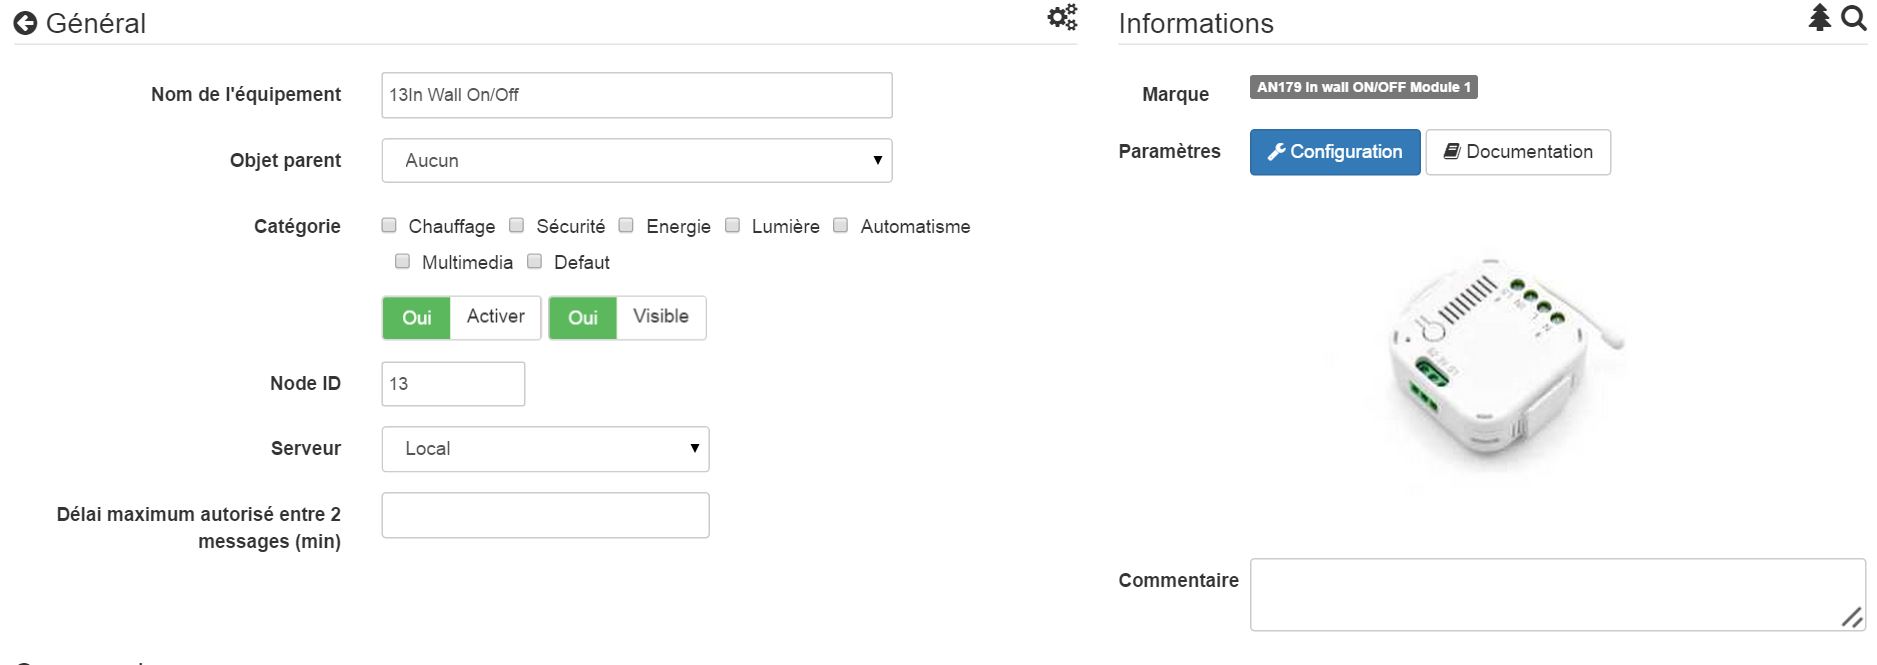 Général
Nom de l'équipement
13In Wall On/Off
Objet parent
Aucun
Catégorie
Chauffage Sécurité Energie Lumière Automatisme
Multimedia Defaut
Oui Activer Oui Visible
Node ID
13
Serveur
Local
Délai maximum autorisé entre 2
messages (min)
Informations
Marque
AN179 In wall ON/OFF Module 1
Paramètres
Configuration Documentation
Commentaire